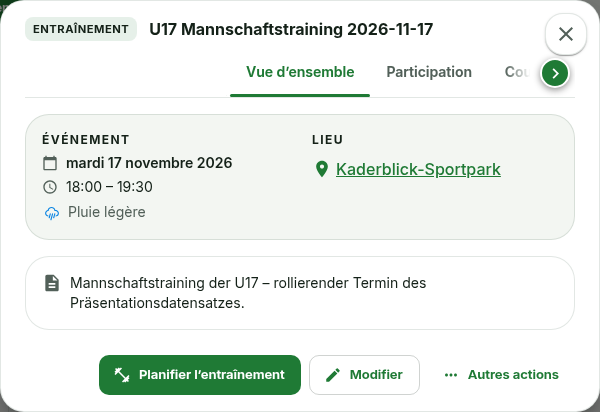 ENTRAÎNEMENT U17 Mannschaftstraining 2026-11-17
Vue d'ensemble Participation
ÉVÉNEMENT
mardi 17 novembre 2026
18:00 – 19:30
Pluie légère
LIEU
Kaderblick-Sportpark
Mannschaftstraining der U17 – rollierender Termin des
Präsentationsdatensatzes.
Planifier l'entraînement Modifier Autres actions